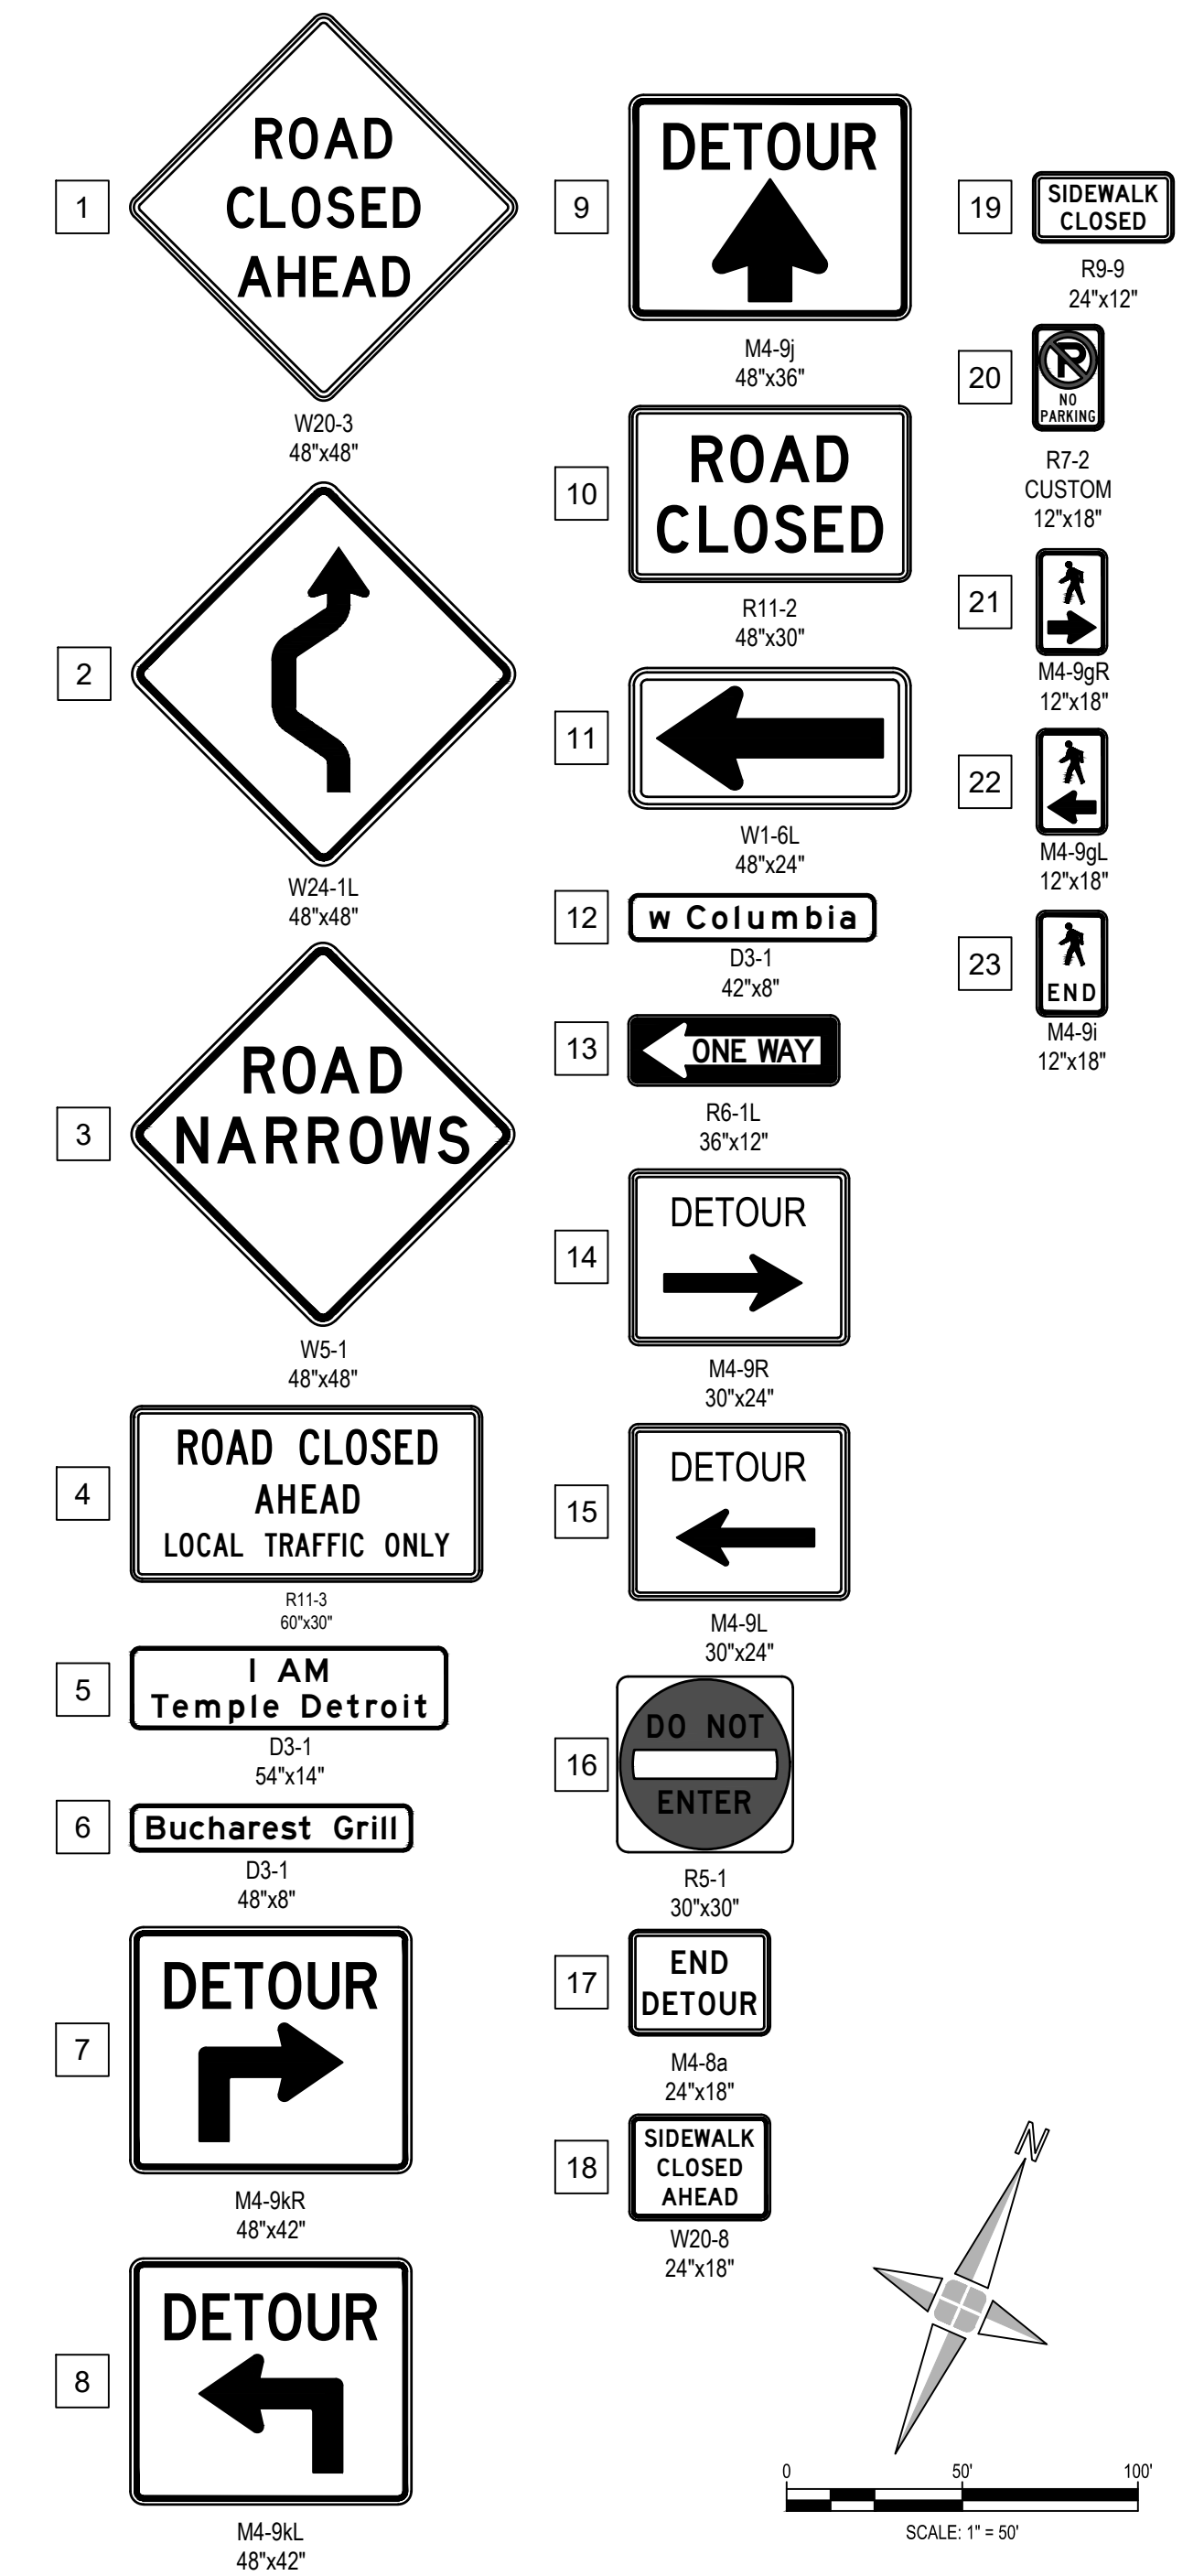 1
ROAD
CLOSED
AHEAD
W20-3
48"x48"
2
W24-1L
48"x48"
3
ROAD
NARROWS
W5-1
48"x48"
4
ROAD CLOSED
AHEAD
LOCAL TRAFFIC ONLY
R11-3
60"x30"
5
I AM
Temple Detroit
D3-1
54"x14"
6
Bucharest Grill
D3-1
48"x8"
7
DETOUR
M4-9kR
48"x42"
8
DETOUR
M4-9kL
48"x42"
9
DETOUR
M4-9j
48"x36"
10
ROAD
CLOSED
R11-2
48"x30"
11
W1-6L
48"x24"
12
w Columbia
D3-1
42"x8"
13
ONE WAY
R6-1L
36"x12"
14
DETOUR
M4-9R
30"x24"
15
DETOUR
M4-9L
30"x24"
16
DO NOT
ENTER
R5-1
30"x30"
17
END
DETOUR
M4-8a
24"x18"
18
SIDEWALK
CLOSED
AHEAD
W20-8
24"x18"
19
SIDEWALK
CLOSED
R9-9
24"x12"
20
P
NO
PARKING
R7-2
CUSTOM
12"x18"
21
M4-9gR
12"x18"
22
M4-9gL
12"x18"
23
END
M4-9i
12"x18"
N
0 50' 100'
SCALE: 1" = 50'